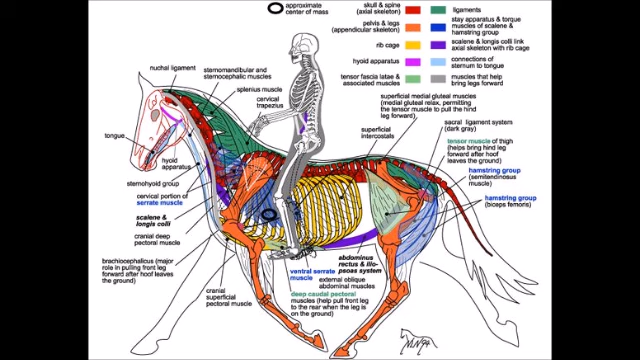 approximate
center of mass
skull & spine
(axial skeleton)
ligaments
pelvis & legs
(appendicular skeleton)
stay apparatus & torque
muscles of scalene &
hamstring group
rib cage
scalene & longis coli link
axial skeleton with rib cage
hyoid apparatus
connections of
sternum to tongue
tensor fascia latae &
associated muscles
muscles that help
bring legs forward
nuchal ligament
sternomandibular and
sternocephalic muscles
splenius muscle
cervical
trapezius
superficial medial gluteal muscles
(medial gluteal relax, permitting
the tensor muscle to pull the hind
leg forward)
superficial
intercostals
sacral ligament system
(dark gray)
tongue
tensor muscle of thigh
(helps bring hind leg
forward after hoof
leaves the ground)
hyoid
apparatus
hamstring group
(semitendinosus
muscle)
sternohyoid group
cervical portion of
serrate muscle
hamstring group
(biceps femoris)
scalene &
longis colli
cranial deep
pectoral muscle
abdominus
rectus & ilio-
psoas system
brachiocephalicus (major
role in pulling front leg
forward after hoof leaves
the ground)
ventral serrate
muscle
external oblique
abdominal muscles
cranial
superficial
pectoral muscle
deep caudal pectoral
muscles (help pull front leg
to the rear when the leg is
on the ground)